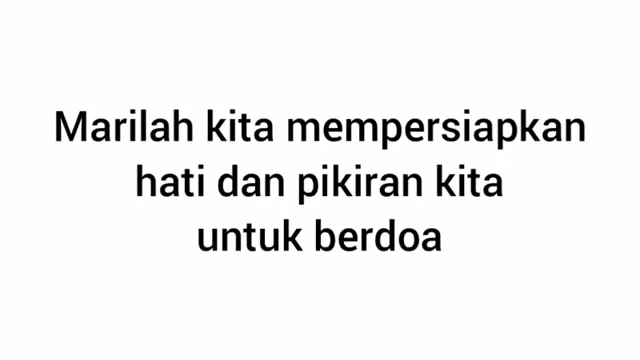 Marilah kita mempersiapkan
hati dan pikiran kita
untuk berdoa